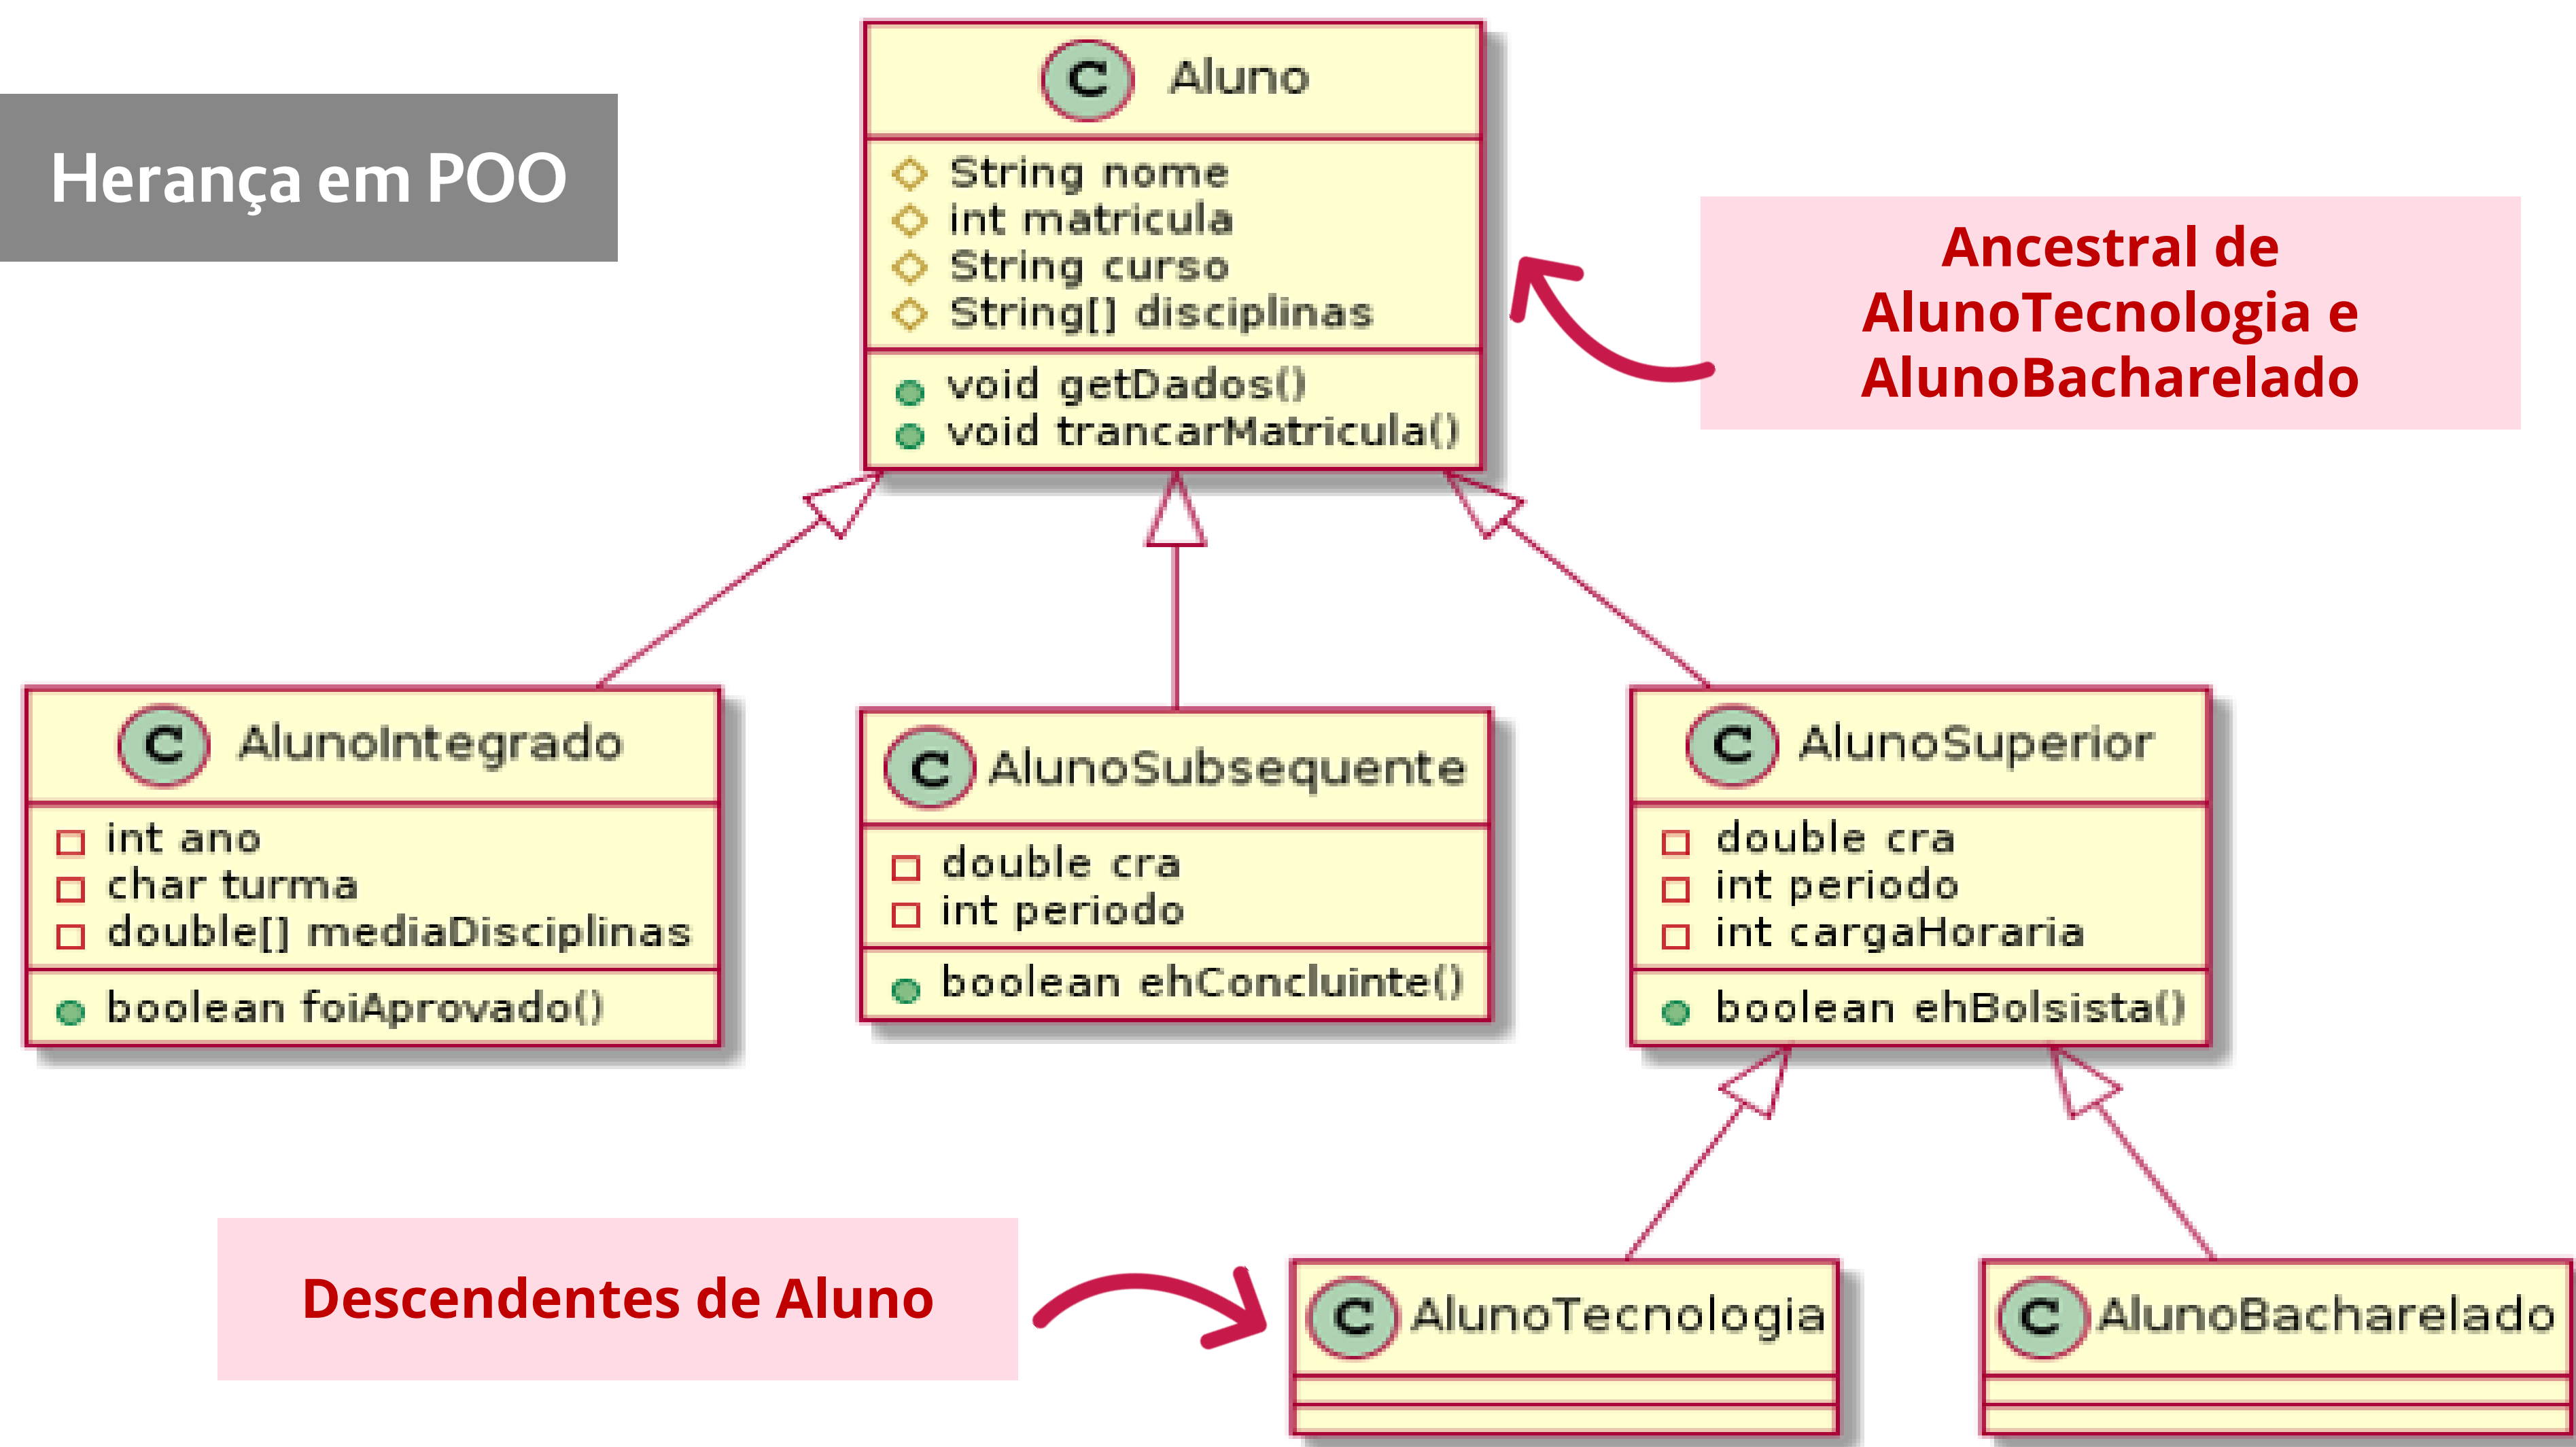 Herança em POO
C Aluno
String nome
int matricula
String curso
String[] disciplinas
void getDados()
void trancarMatricula()
Ancestral de
AlunoTecnologia e
AlunoBacharelado
C AlunoIntegrado
int ano
char turma
double[] mediaDisciplinas
boolean foiAprovado()
C AlunoSubsequente
double cra
int periodo
boolean ehConcluinte()
C AlunoSuperior
double cra
int periodo
int cargaHoraria
boolean ehBolsista()
Descendentes de Aluno
C AlunoTecnologia
C AlunoBacharelado